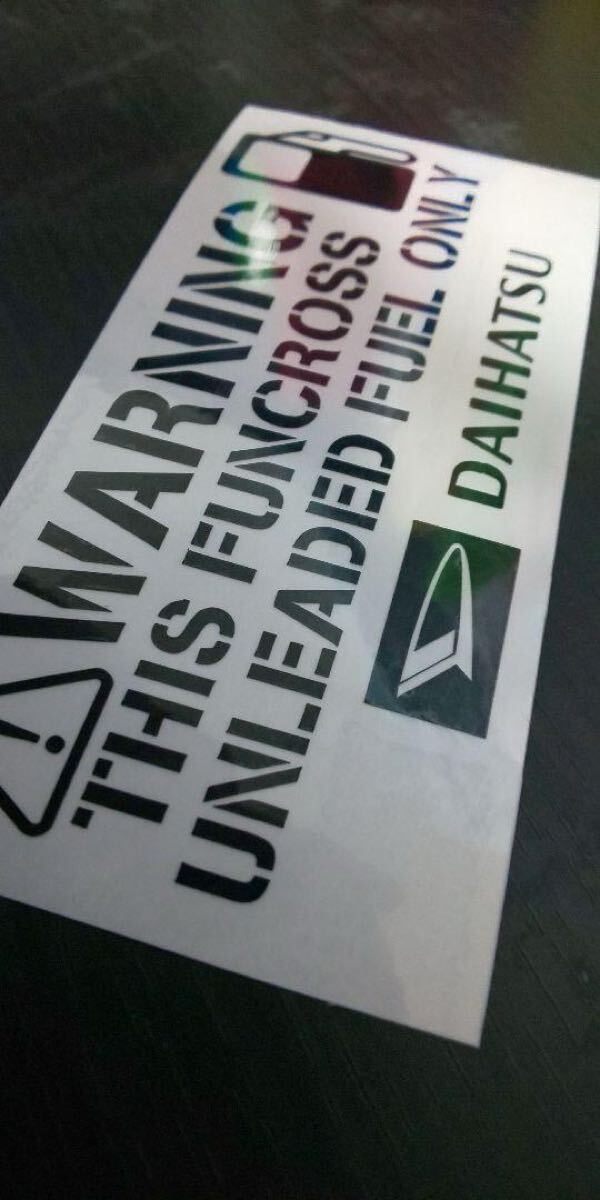 WARNING
THIS FUNCROSS
UNLEADED FUEL ONLY
DAIHATSU